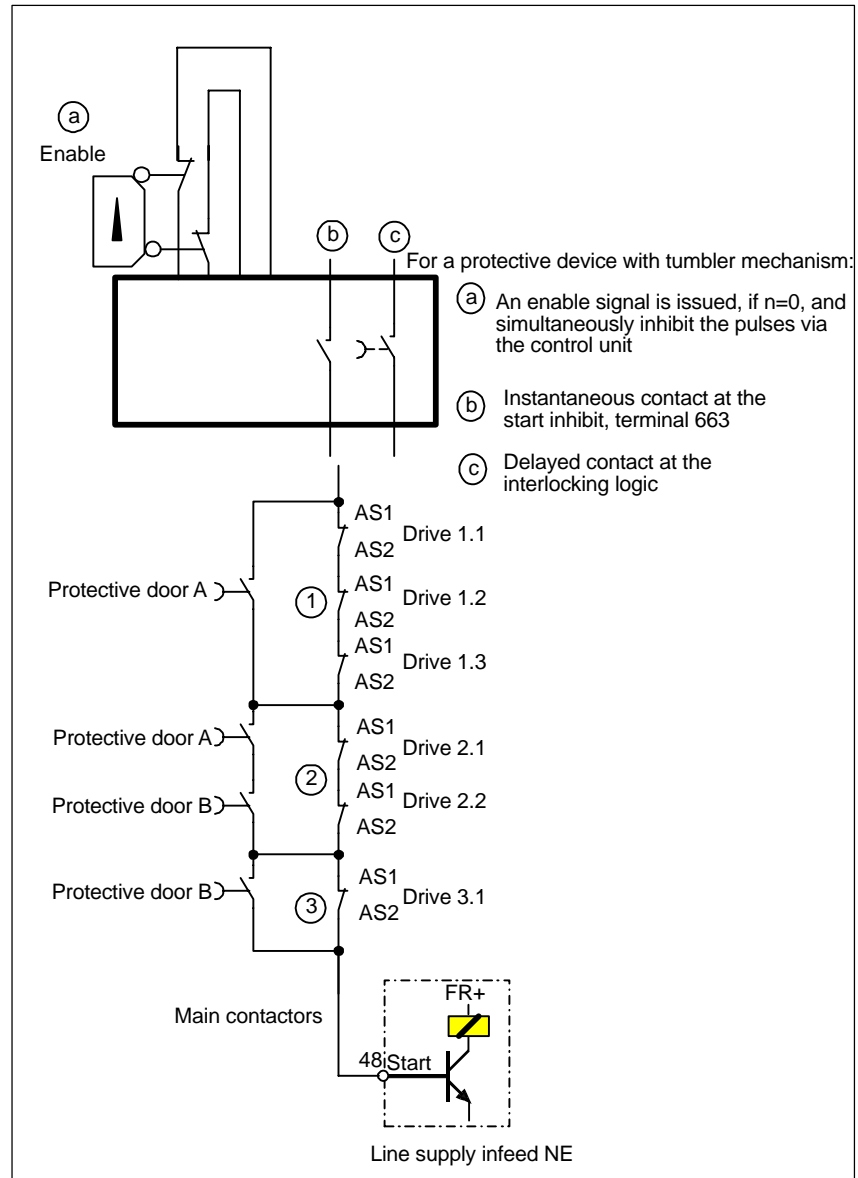 a
Enable
b
c
For a protective device with tumbler mechanism:
a An enable signal is issued, if n=0, and
simultaneously inhibit the pulses via
the control unit
b Instantaneous contact at the
start inhibit, terminal 663
c Delayed contact at the
interlocking logic
AS1
Drive 1.1
AS2
Protective door A
1
AS1
Drive 1.2
AS2
AS1
Drive 1.3
AS2
Protective door A
AS1
Drive 2.1
AS2
2
Protective door B
AS1
Drive 2.2
AS2
Protective door B
3
AS1
Drive 3.1
AS2
Main contactors
FR+
48 Start
Line supply infeed NE